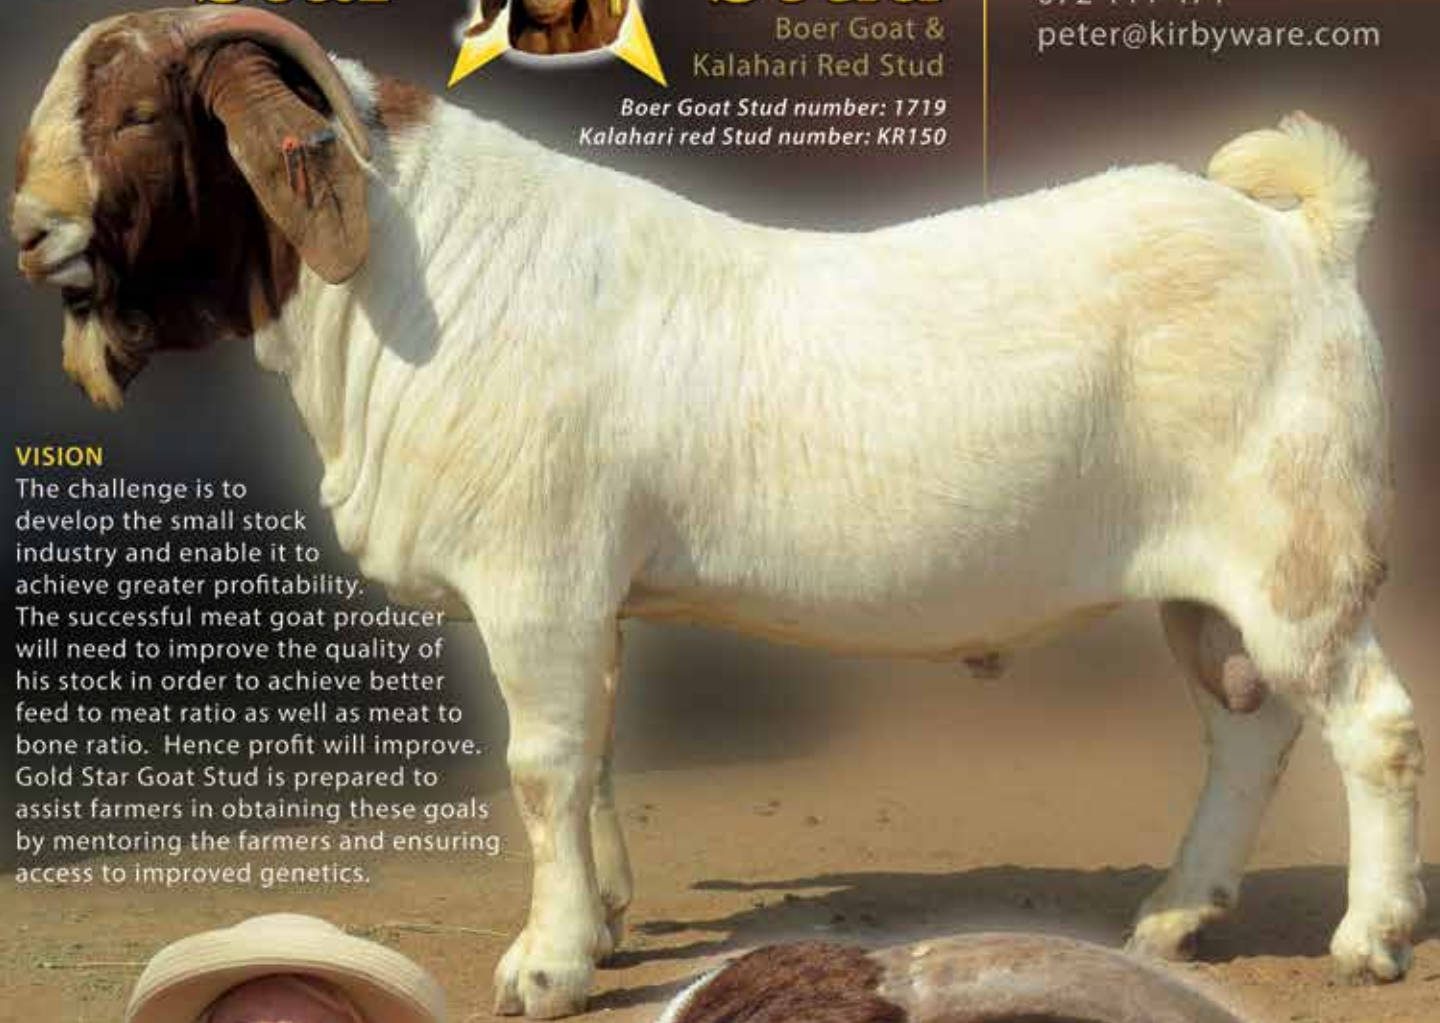 Boer Goat &
Kalahari Red Stud
Boer Goat Stud number: 1719
Kalahari red Stud number: KR150
peter@kirbyware.com
VISION
The challenge is to
develop the small stock
industry and enable it to
achieve greater profitability.
The successful meat goat producer
will need to improve the quality of
his stock in order to achieve better
feed to meat ratio as well as meat to
bone ratio.  Hence profit will improve.
Gold Star Goat Stud is prepared to
assist farmers in obtaining these goals
by mentoring the farmers and ensuring
access to improved genetics.